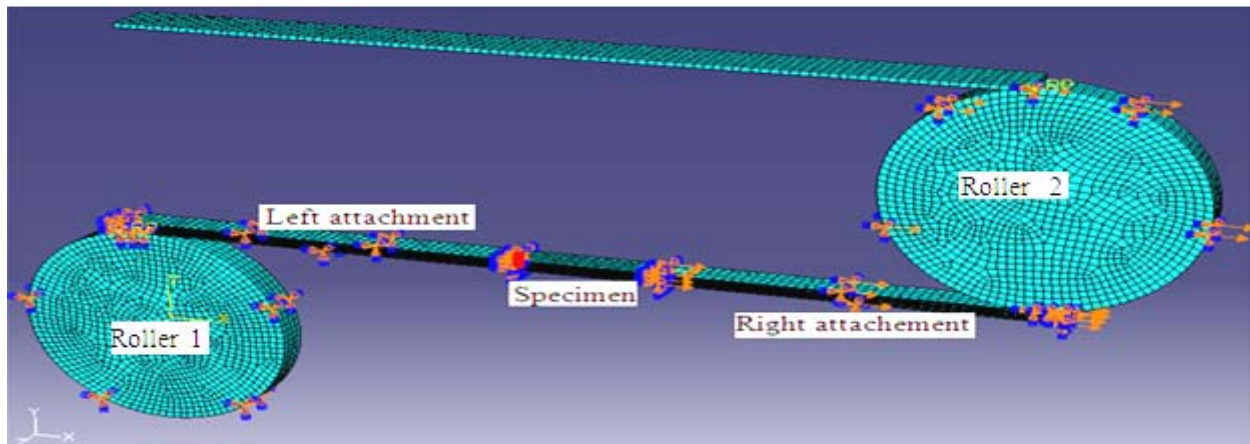 Roller 2
Left attachment
Specimen
Right attachement
Roller 1
Y
X